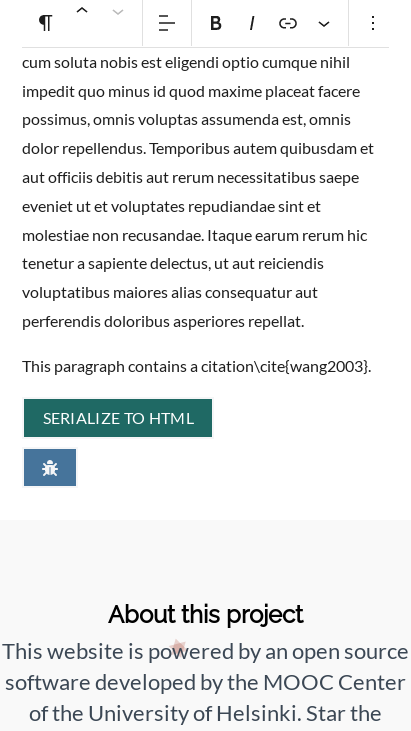 ¶ B I
cum soluta nobis est eligendi optio cumque nihil
impedit quo minus id quod maxime placeat facere
possimus, omnis voluptas assumenda est, omnis
dolor repellendus. Temporibus autem quibusdam et
aut officiis debitis aut rerum necessitatibus saepe
eveniet ut et voluptates repudiandae sint et
molestiae non recusandae. Itaque earum rerum hic
tenetur a sapiente delectus, ut aut reiciendis
voluptatibus maiores alias consequatur aut
perferendis doloribus asperiores repellat.
This paragraph contains a citation\cite{wang2003}.
SERIALIZE TO HTML
About this project
This website is powered by an open source
software developed by the MOOC Center
of the University of Helsinki. Star the